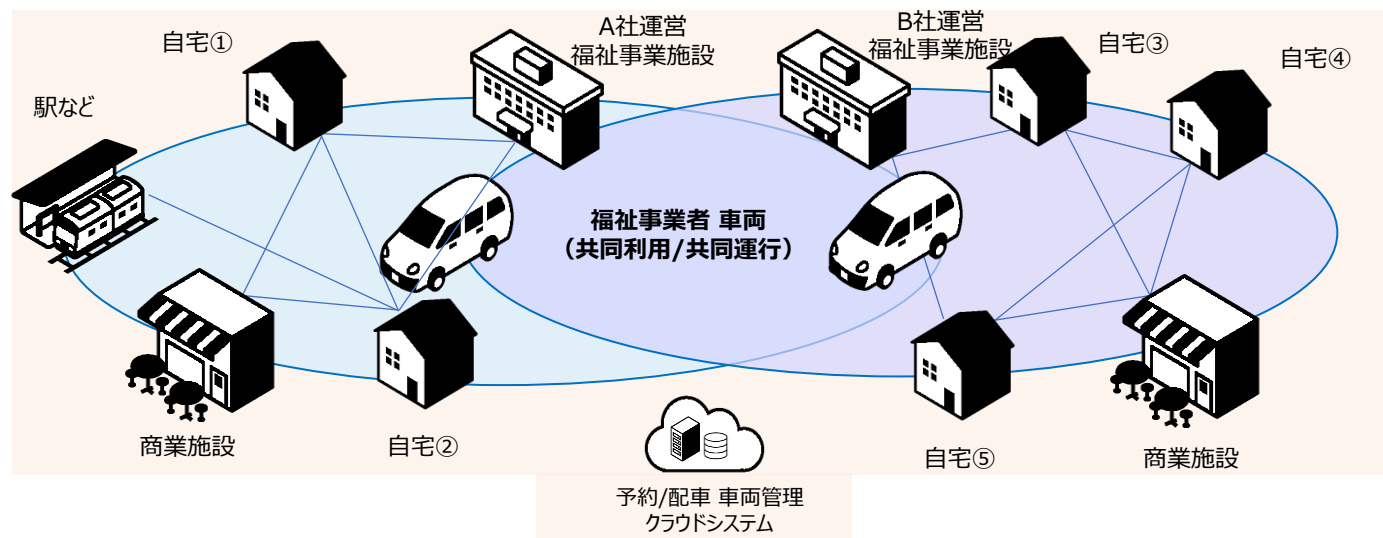 A社運営
福祉事業施設
B社運営
福祉事業施設
自宅①
自宅③
自宅④
駅など
福祉事業者 車両
（共同利用/共同運行）
商業施設
自宅②
自宅⑤
商業施設
予約/配車 車両管理
クラウドシステム